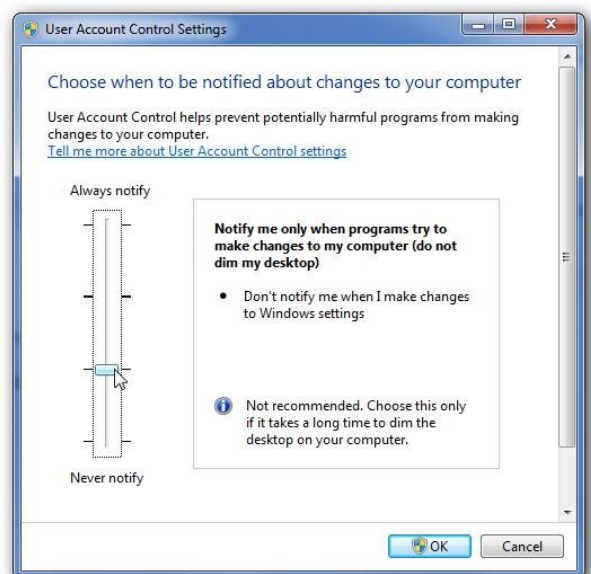 User Account Control Settings
Choose when to be notified about changes to your computer
User Account Control helps prevent potentially harmful programs from making
changes to your computer.
Tell me more about User Account Control settings
Always notify
Notify me only when programs try to
make changes to my computer (do not
dim my desktop)
• Don't notify me when I make changes
to Windows settings
Not recommended. Choose this only
if it takes a long time to dim the
desktop on your computer.
Never notify
OK
Cancel